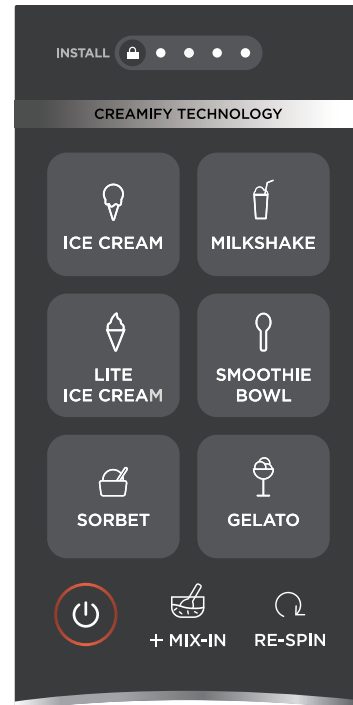 INSTALL
CREAMIFY TECHNOLOGY
ICE CREAM
MILKSHAKE
LITE
ICE CREAM
SMOOTHIE
BOWL
SORBET
GELATO
+ MIX-IN
RE-SPIN